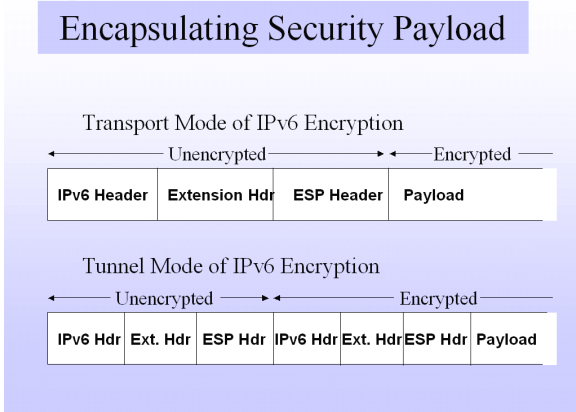 Encapsulating Security Payload
Transport Mode of IPv6 Encryption
Unencrypted Encrypted
IPv6 Header Extension Hdr ESP Header Payload
Tunnel Mode of IPv6 Encryption
Unencrypted Encrypted
IPv6 Hdr Ext. Hdr ESP Hdr IPv6 Hdr Ext. Hdr ESP Hdr Payload